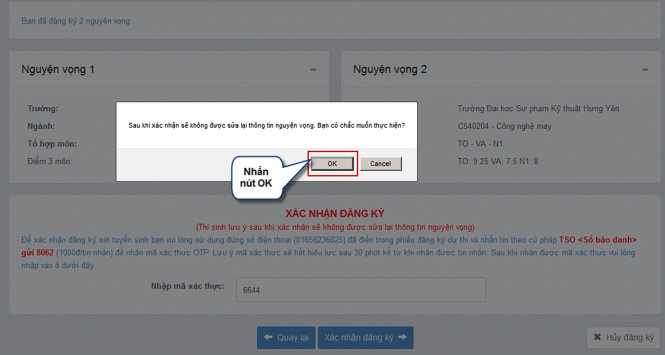 Bạn đã đăng ký 2 nguyện vọng
Nguyện vọng 1
Nguyện vọng 2
Trường:
Ngành:
Tổ hợp môn:
Điểm 3 môn:
Trường Đại học Sư phạm Kỹ thuật Hưng Yên
C540204 - Công nghệ may
TO - VA - N1
TO: 9.25 VA: 7.5 N1: 8
Sau khi xác nhận sẽ không được sửa lại thông tin nguyện vọng. Bạn có chắc muốn thực hiện?
OK
Cancel
Nhấn
nút OK
XÁC NHẬN ĐĂNG KÝ
(Thí sinh lưu ý sau khi xác nhận sẽ không được sửa lại thông tin nguyện vọng)
Để xác nhận đăng ký xét tuyển sinh bạn vui lòng sử dụng đúng số điện thoại (01656236025) đã điền trong phiếu đăng ký dự thi và nhắn tin theo cú pháp TSO <Số báo danh>
gửi 8062 (1000đ/tin nhắn) để nhận mã xác thực OTP. Lưu ý mã xác thực sẽ hết hiệu lực sau 30 phút kể từ khi nhận được tin nhắn. Sau khi nhận được mã xác thực vui lòng
nhập vào ô dưới đây.
Nhập mã xác thực:
6644
Quay lại
Xác nhận đăng ký
Hủy đăng ký